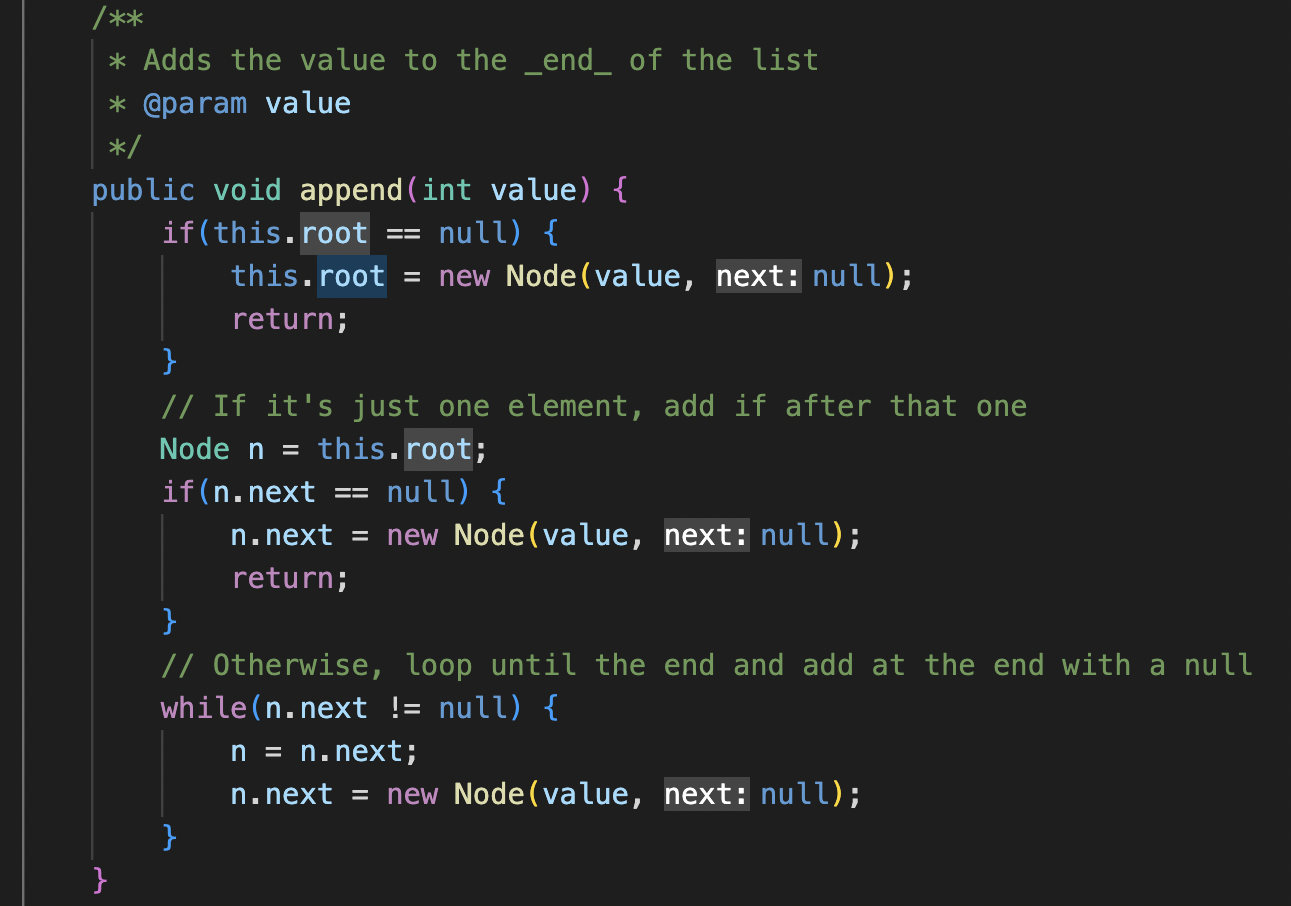 /**
 * Adds the value to the _end_ of the list
 * @param value
 */
public void append(int value) {
    if(this.root == null) {
        this.root = new Node(value, next: null);
        return;
    }
    // If it's just one element, add if after that one
    Node n = this.root;
    if(n.next == null) {
        n.next = new Node(value, next: null);
        return;
    }
    // Otherwise, loop until the end and add at the end with a null
    while(n.next != null) {
        n = n.next;
        n.next = new Node(value, next: null);
    }
}